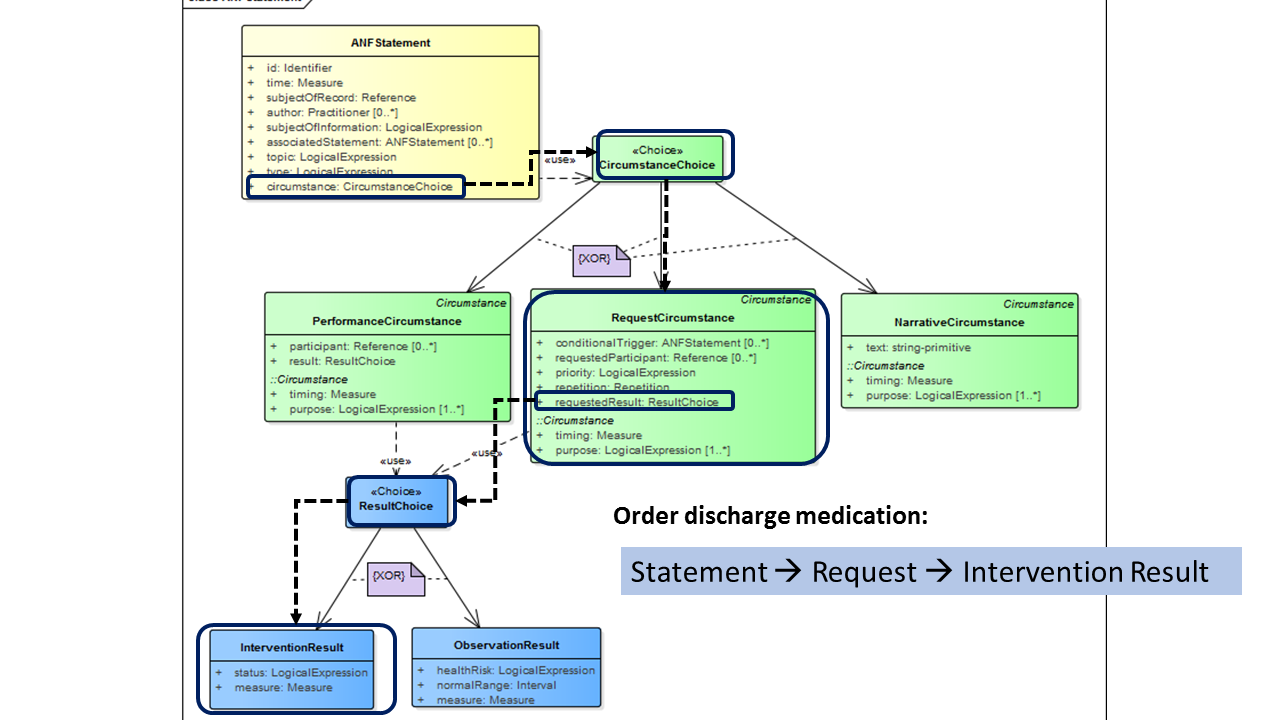 ANFStatement
+ id: Identifier
+ time: Measure
+ subjectOfRecord: Reference
+ author: Practitioner [0..*]
+ subjectOfInformation: LogicalExpression
+ associatedStatement: ANFStatement [0..*]
+ topic: LogicalExpression
+ type: LogicalExpression
+ circumstance: CircumstanceChoice
«use»
«Choice»
CircumstanceChoice
{XOR}
Circumstance
PerformanceCircumstance
+ participant: Reference [0..*]
+ result: ResultChoice
::Circumstance
+ timing: Measure
+ purpose: LogicalExpression [1..*]
Circumstance
RequestCircumstance
+ conditionalTrigger: ANFStatement [0..*]
+ requestedParticipant: Reference [0..*]
+ priority: LogicalExpression
+ repetition: Repetition
+ requestedResult: ResultChoice
::Circumstance
+ timing: Measure
+ purpose: LogicalExpression [1..*]
Circumstance
NarrativeCircumstance
+ text: string-primitive
::Circumstance
+ timing: Measure
+ purpose: LogicalExpression [1..*]
«use»
«use»
«Choice»
ResultChoice
{XOR}
Order discharge medication:
Statement → Request → Intervention Result
InterventionResult
+ status: LogicalExpression
+ measure: Measure
ObservationResult
+ healthRisk: LogicalExpression
+ normalRange: Interval
+ measure: Measure